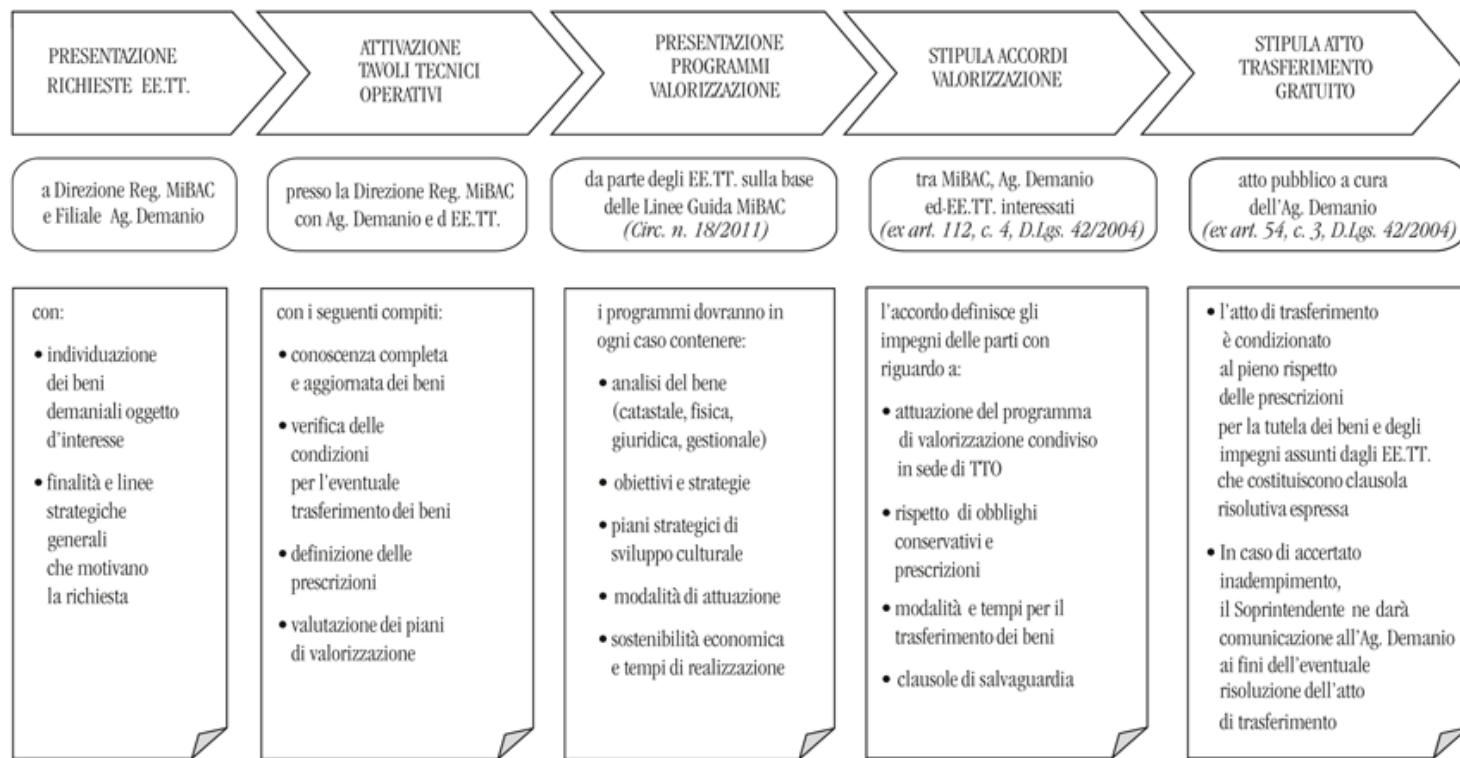 PRESENTAZIONE
RICHIESTE EE.TT.
ATTIVAZIONE
TAVOLI TECNICI
OPERATIVI
PRESENTAZIONE
PROGRAMMI
VALORIZZAZIONE
STIPULA ACCORDI
VALORIZZAZIONE
STIPULA ATTO
TRASFERIMENTO
GRATUITO
a Direzione Reg. MiBAC
e Filiale Ag. Demanio
presso la Direzione Reg. MiBAC
con Ag. Demanio e d EE.TT.
da parte degli EE.TT. sulla base
delle Linee Guida MiBAC
(Circ. n. 18/2011)
tra MiBAC, Ag. Demanio
ed-EE.TT. interessati
(ex art. 112, c. 4, D.Lgs. 42/2004)
atto pubblico a cura
dell'Ag. Demanio
(ex art. 54, c. 3, D.Lgs. 42/2004)
con:
• individuazione
dei beni
demaniali oggetto
d'interesse
• finalità e linee
strategiche
generali
che motivano
la richiesta
con i seguenti compiti:
• conoscenza completa
e aggiornata dei beni
• verifica delle
condizioni
per l'eventuale
trasferimento dei beni
• definizione delle
prescrizioni
• valutazione dei piani
di valorizzazione
i programmi dovranno in
ogni caso contenere:
• analisi del bene
(catastale, fisica,
giuridica, gestionale)
• obiettivi e strategie
• piani strategici di
sviluppo culturale
• modalità di attuazione
• sostenibilità economica
e tempi di realizzazione
l'accordo definisce gli
impegni delle parti con
riguardo a:
• attuazione del programma
di valorizzazione condiviso
in sede di TTO
• rispetto di obblighi
conservativi e
prescrizioni
• modalità e tempi per il
trasferimento dei beni
• clausole di salvaguardia
• l'atto di trasferimento
è condizionato
al pieno rispetto
delle prescrizioni
per la tutela dei beni e degli
impegni assunti dagli EE.TT.
che costituiscono clausola
risolutiva espressa
• In caso di accertato
inadempimento,
il Soprintendente ne darà
comunicazione all'Ag. Demanio
ai fini dell'eventuale
risoluzione dell'atto
di trasferimento